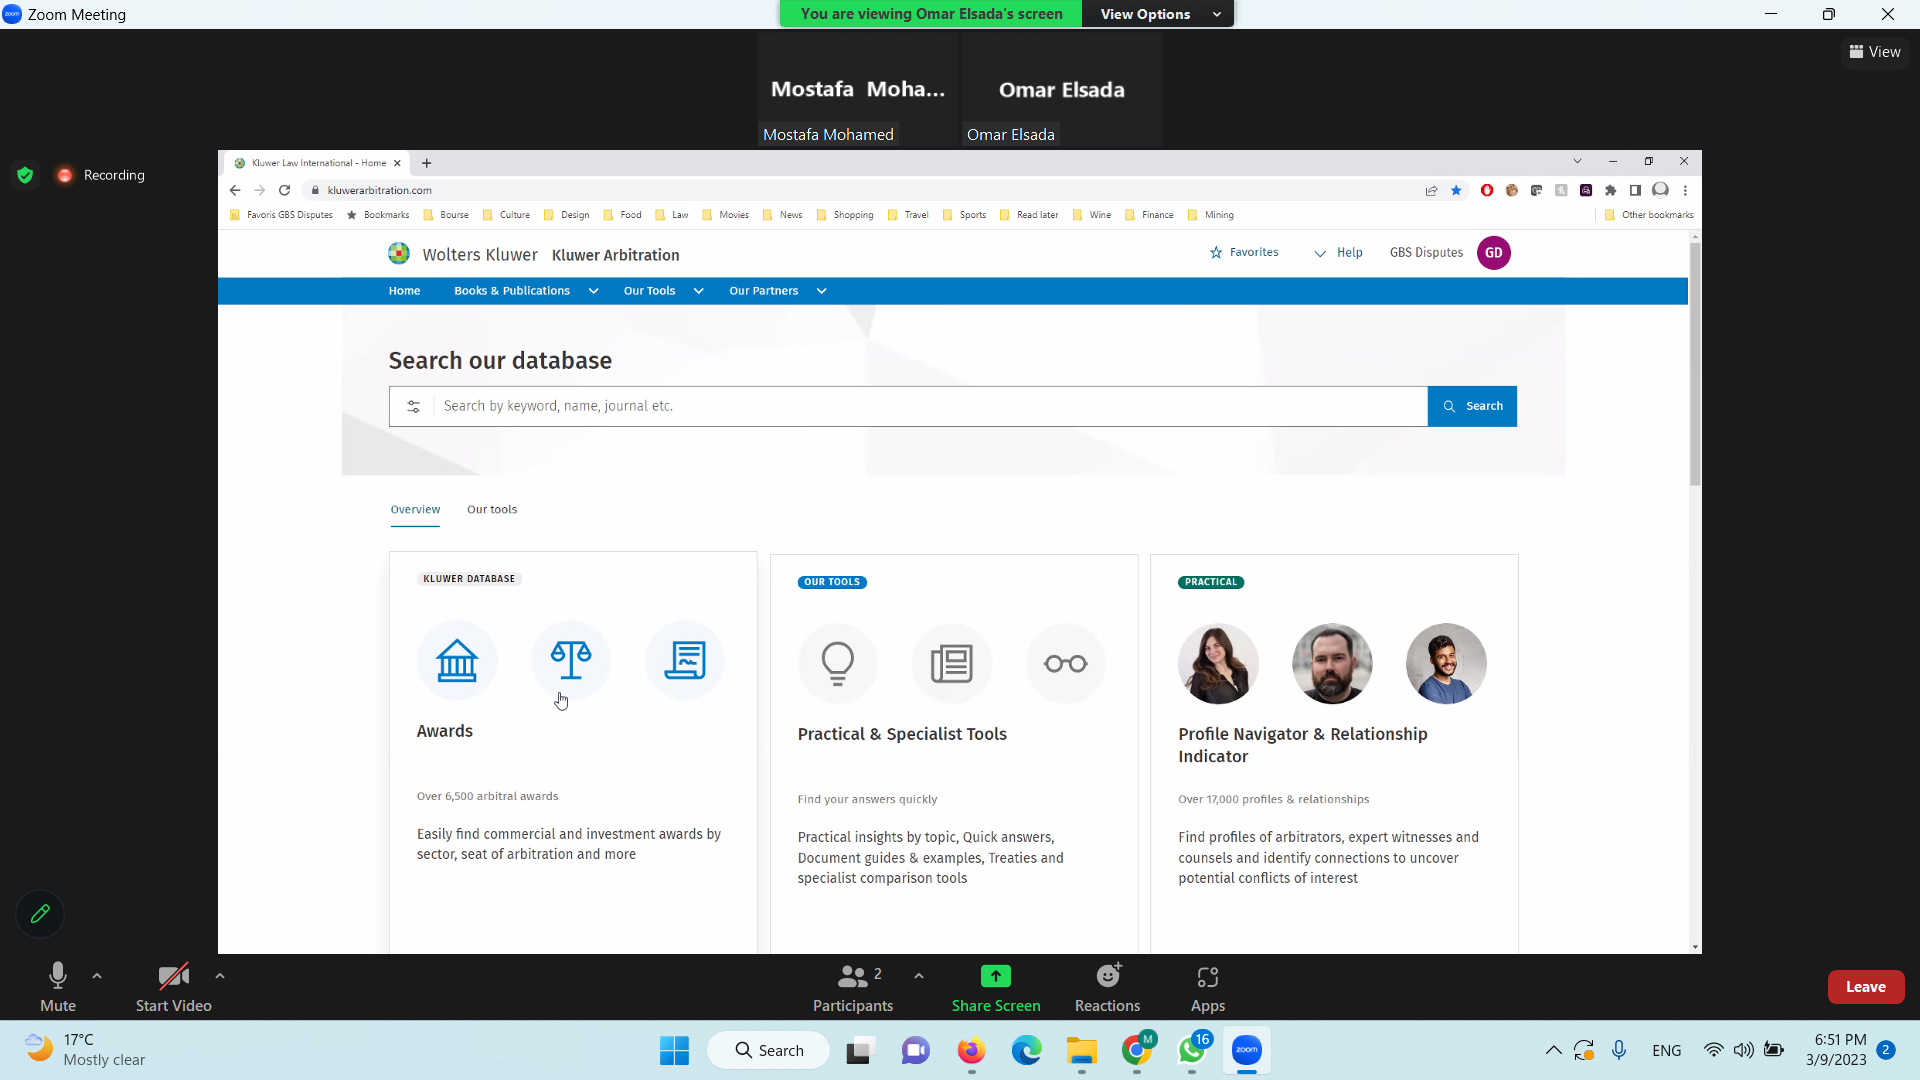 Zoom Meeting
You are viewing Omar Elsada's screen
View Options
View
Mostafa Moha...
Omar Elsada
Mostafa Mohamed
Omar Elsada
Recording
Kluwer Law International - Home
kluwerarbitration.com
Favoris GBS Disputes
Bookmarks
Bourse
Culture
Design
Food
Law
Movies
News
Shopping
Travel
Sports
Read later
Wine
Finance
Mining
Other bookmarks
Wolters Kluwer
Kluwer Arbitration
Favorites
Help
GBS Disputes
GD
Home
Books & Publications
Our Tools
Our Partners
Search our database
Search by keyword, name, journal etc.
Search
Overview
Our tools
KLUWER DATABASE
Awards
Over 6,500 arbitral awards
Easily find commercial and investment awards by
sector, seat of arbitration and more
OUR TOOLS
Practical & Specialist Tools
Find your answers quickly
Practical insights by topic, Quick answers,
Document guides & examples, Treaties and
specialist comparison tools
PRACTICAL
Profile Navigator & Relationship
Indicator
Over 17,000 profiles & relationships
Find profiles of arbitrators, expert witnesses and
counsels and identify connections to uncover
potential conflicts of interest
Mute
Start Video
2
Participants
Share Screen
Reactions
Apps
Leave
17°C
Mostly clear
Search
M
16
zoom
ENG
6:51 PM
3/9/2023
2